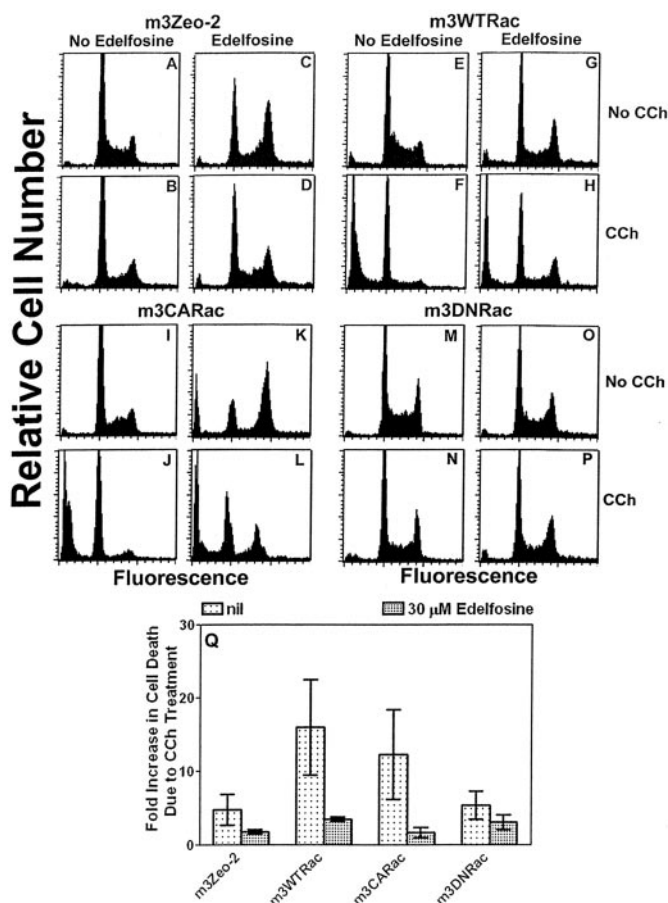 m3Zeo-2 m3WTRac
No Edelfosine Edelfosine No Edelfosine Edelfosine
A C E G No CCh
B D F H CCh
Relative Cell Number
m3CARac m3DNRac
I K M O No CCh
J L N P CCh
Fluorescence Fluorescence
nil 30 μM Edelfosine
Q
Fold Increase in Cell Death
Due to CCh Treatment
30
20
10
0
m3Zeo-2 m3WTRac m3CARac m3DNRac